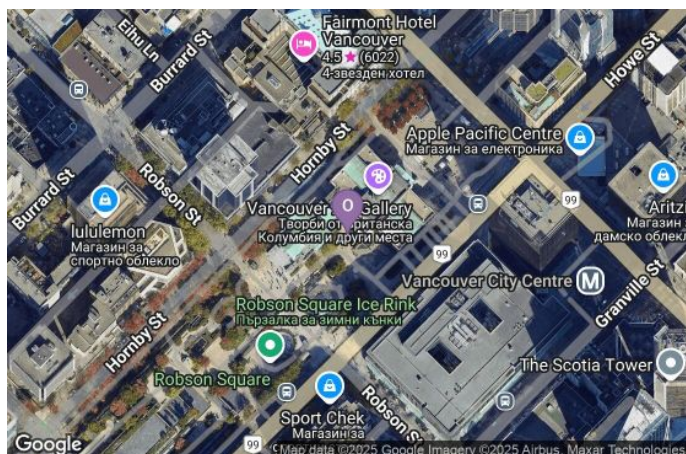 Eihu Ln
Burrard St
Fairmont Hotel
Vancouver
4.5 ★ (6022)
4-звезден хотел
Howe St
Hornby St
Apple Pacific Centre
Магазин за електроника
Robson St
Burrard St
lululemon
Магазин за
спортно облекло
Vancouver Gallery
Творби от Британска
Колумбия и други места
O
99
Aritzi
Магазин
дамско облекл
99
Vancouver City Centre
M
Granville St
Robson Square Ice Rink
Пързалка за зимни кънки
Hornby St
Robson Square
The Scotia Tower
Sport Chek
Магазин за
Robson St
99
Google
Map data ©2025 Google Imagery ©2025 Airbus, Maxar Technologies